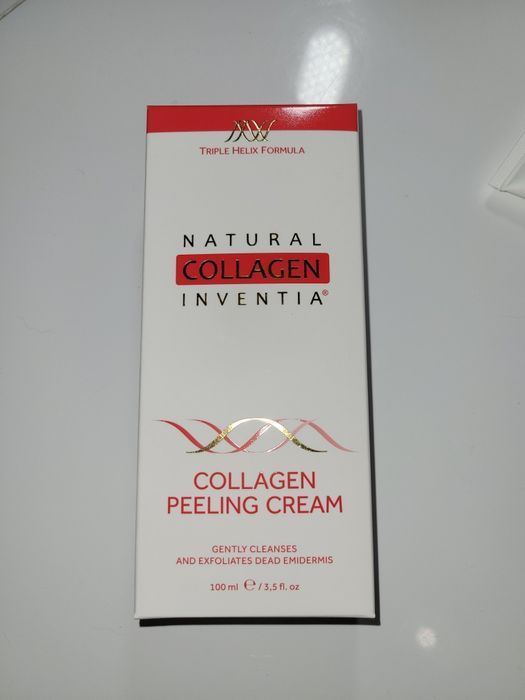 TRIPLE HELIX FORMULA
NATURAL
COLLAGEN
INVENTIA®
COLLAGEN
PEELING CREAM
GENTLY CLEANSES
AND EXFOLIATES DEAD EMIDERMIS
100 ml ℮ / 3,5 fl. oz